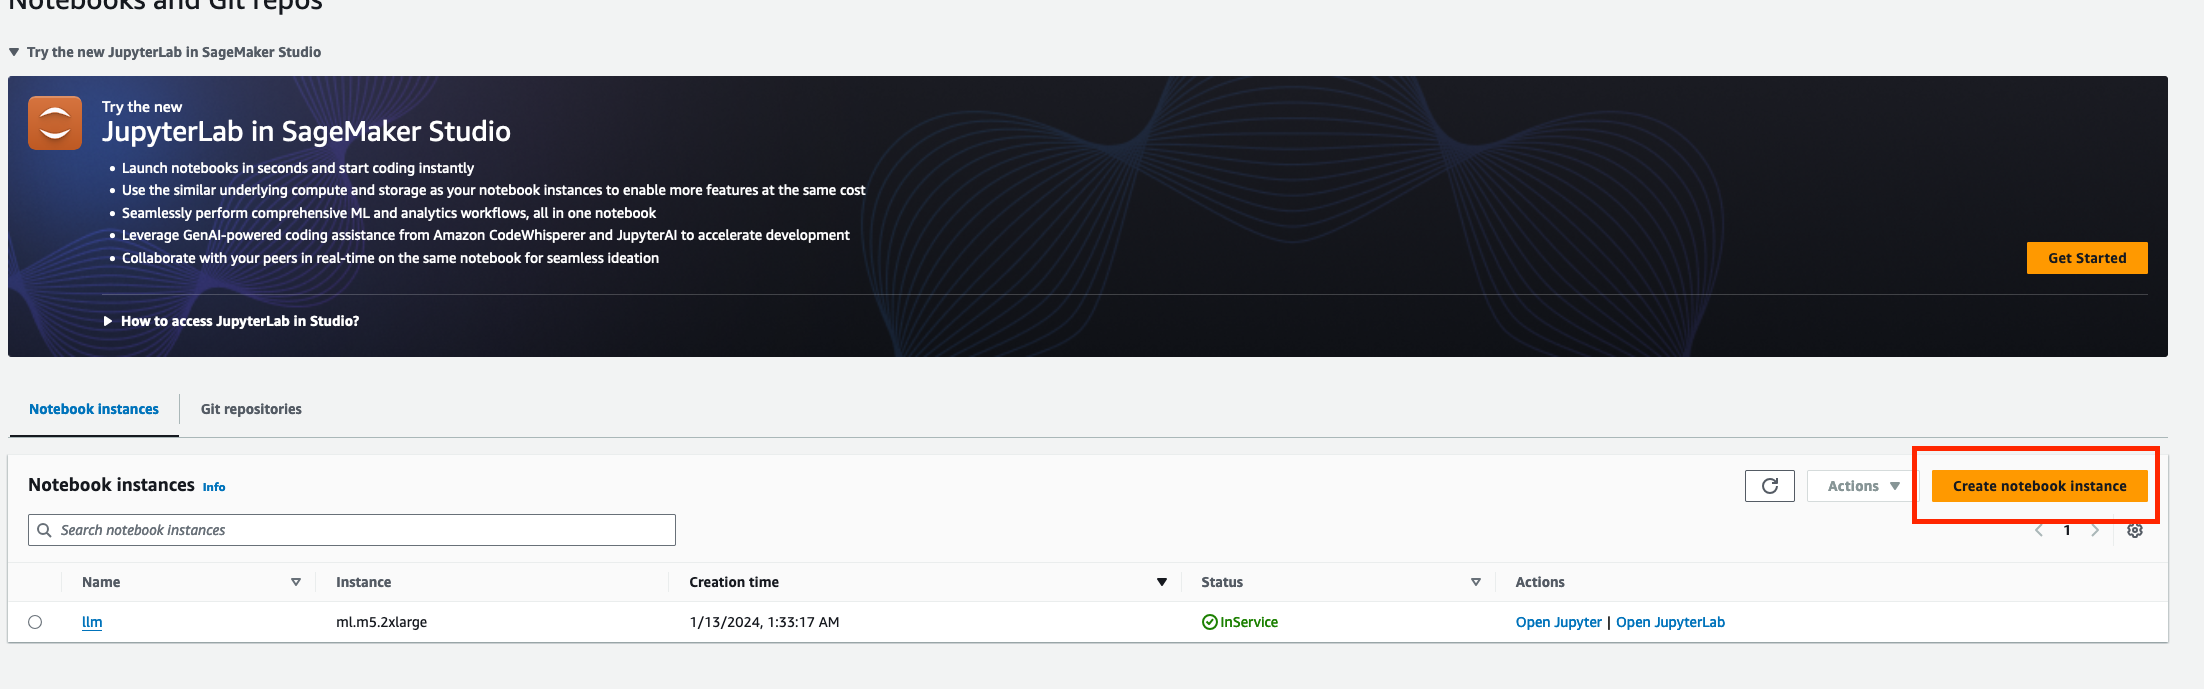 Notebooks and Git repos
Try the new JupyterLab in SageMaker Studio
Try the new
JupyterLab in SageMaker Studio
Launch notebooks in seconds and start coding instantly
Use the similar underlying compute and storage as your notebook instances to enable more features at the same cost
Seamlessly perform comprehensive ML and analytics workflows, all in one notebook
Leverage GenAI-powered coding assistance from Amazon CodeWhisperer and JupyterAI to accelerate development
Collaborate with your peers in real-time on the same notebook for seamless ideation
Get Started
How to access JupyterLab in Studio?
Notebook instances Git repositories
Notebook instances Info Actions Create notebook instance
Search notebook instances 1
Name Instance Creation time Status Actions
llm ml.m5.2xlarge 1/13/2024, 1:33:17 AM InService Open Jupyter | Open JupyterLab